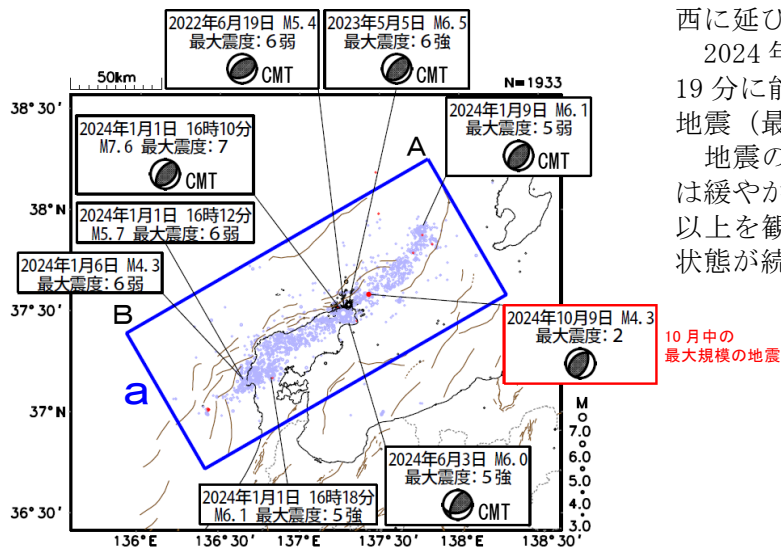 50km
N=1933
38°30′
38°N
37°30′
37°N
36°30′
136°E
136°30′
137°E
137°30′
138°E
138°30′
2022年6月19日 M5.4
最大震度：6弱
CMT
2023年5月5日 M6.5
最大震度：6強
CMT
2024年1月9日 M6.1
最大震度：5弱
CMT
2024年1月1日 16時10分
M7.6 最大震度：7
CMT
2024年1月1日 16時12分
M5.7 最大震度：6弱
2024年1月6日 M4.3
最大震度：6弱
A
B
a
2024年10月9日 M4.3
最大震度：2
10月中の
最大規模の地震
2024年6月3日 M6.0
最大震度：5強
CMT
2024年1月1日 16時18分
M6.1 最大震度：5強
M
7.0
6.0
5.0
4.0
3.0
西に延び
2024年
19分に能
地震（最
地震の
は緩やか
以上を観
状態が続